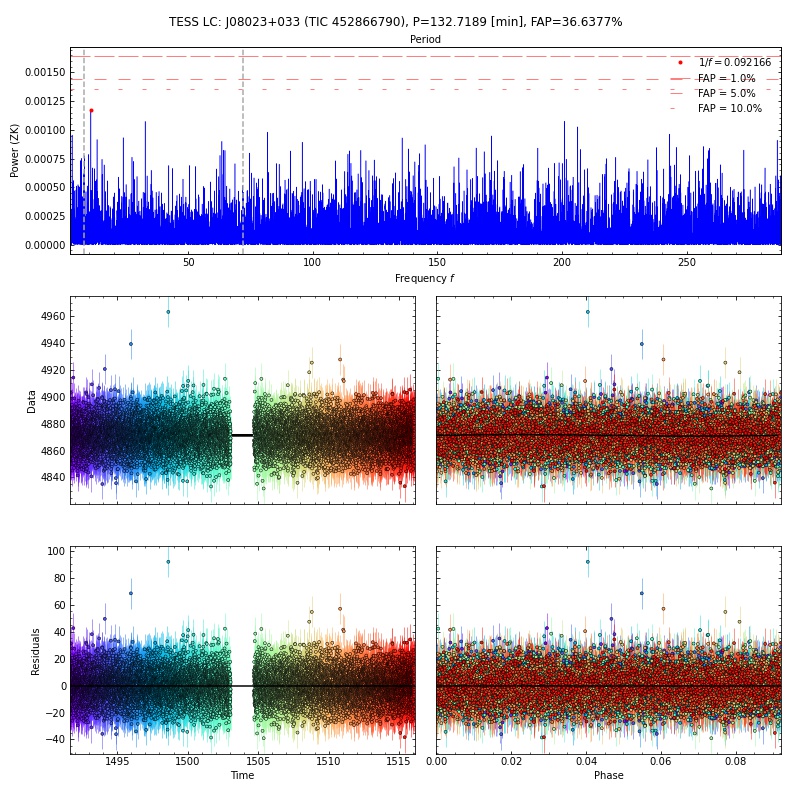 TESS LC: J08023+033 (TIC 452866790), P=132.7189 [min], FAP=36.6377%
Period
Power (ZK)
0.00150
0.00125
0.00100
0.00075
0.00050
0.00025
0.00000
1/f = 0.092166
FAP = 1.0%
FAP = 5.0%
FAP = 10.0%
50 100 150 200 250
Frequency f
Data
4960
4940
4920
4900
4880
4860
4840
Residuals
100
80
60
40
20
0
−20
−40
1495 1500 1505 1510 1515
Time
0.00 0.02 0.04 0.06 0.08
Phase